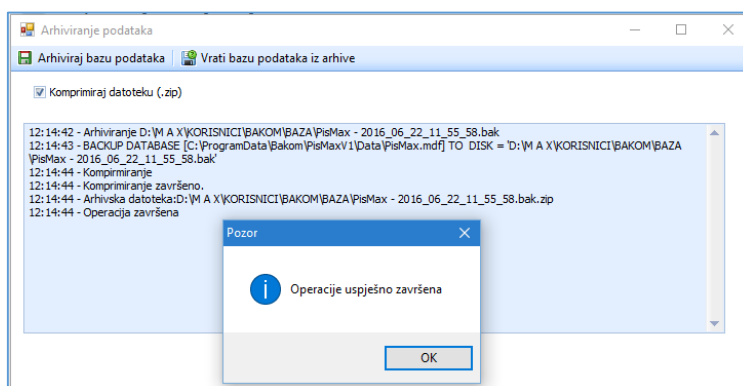 Arhiviranje podataka
Arhiviraj bazu podataka Vrati bazu podataka iz arhive
Komprimiraj datoteku (.zip)
12:14:42 - Arhiviranje D:\M A X\KORISNICI\BAKOM\BAZA\PisMax - 2016_06_22_11_55_58.bak
12:14:43 - BACKUP DATABASE [C:\ProgramData\Bakom\PisMaxV1\Data\PisMax.mdf] TO DISK = 'D:\M A X\KORISNICI\BAKOM\BAZA
\PisMax - 2016_06_22_11_55_58.bak'
12:14:44 - Kompirmiranje
12:14:44 - Komprimiranje završeno.
12:14:44 - Arhivska datoteka:D:\M A X\KORISNICI\BAKOM\BAZA\PisMax - 2016_06_22_11_55_58.bak.zip
12:14:44 - Operacija završena
Pozor
Operacije uspješno završena
OK